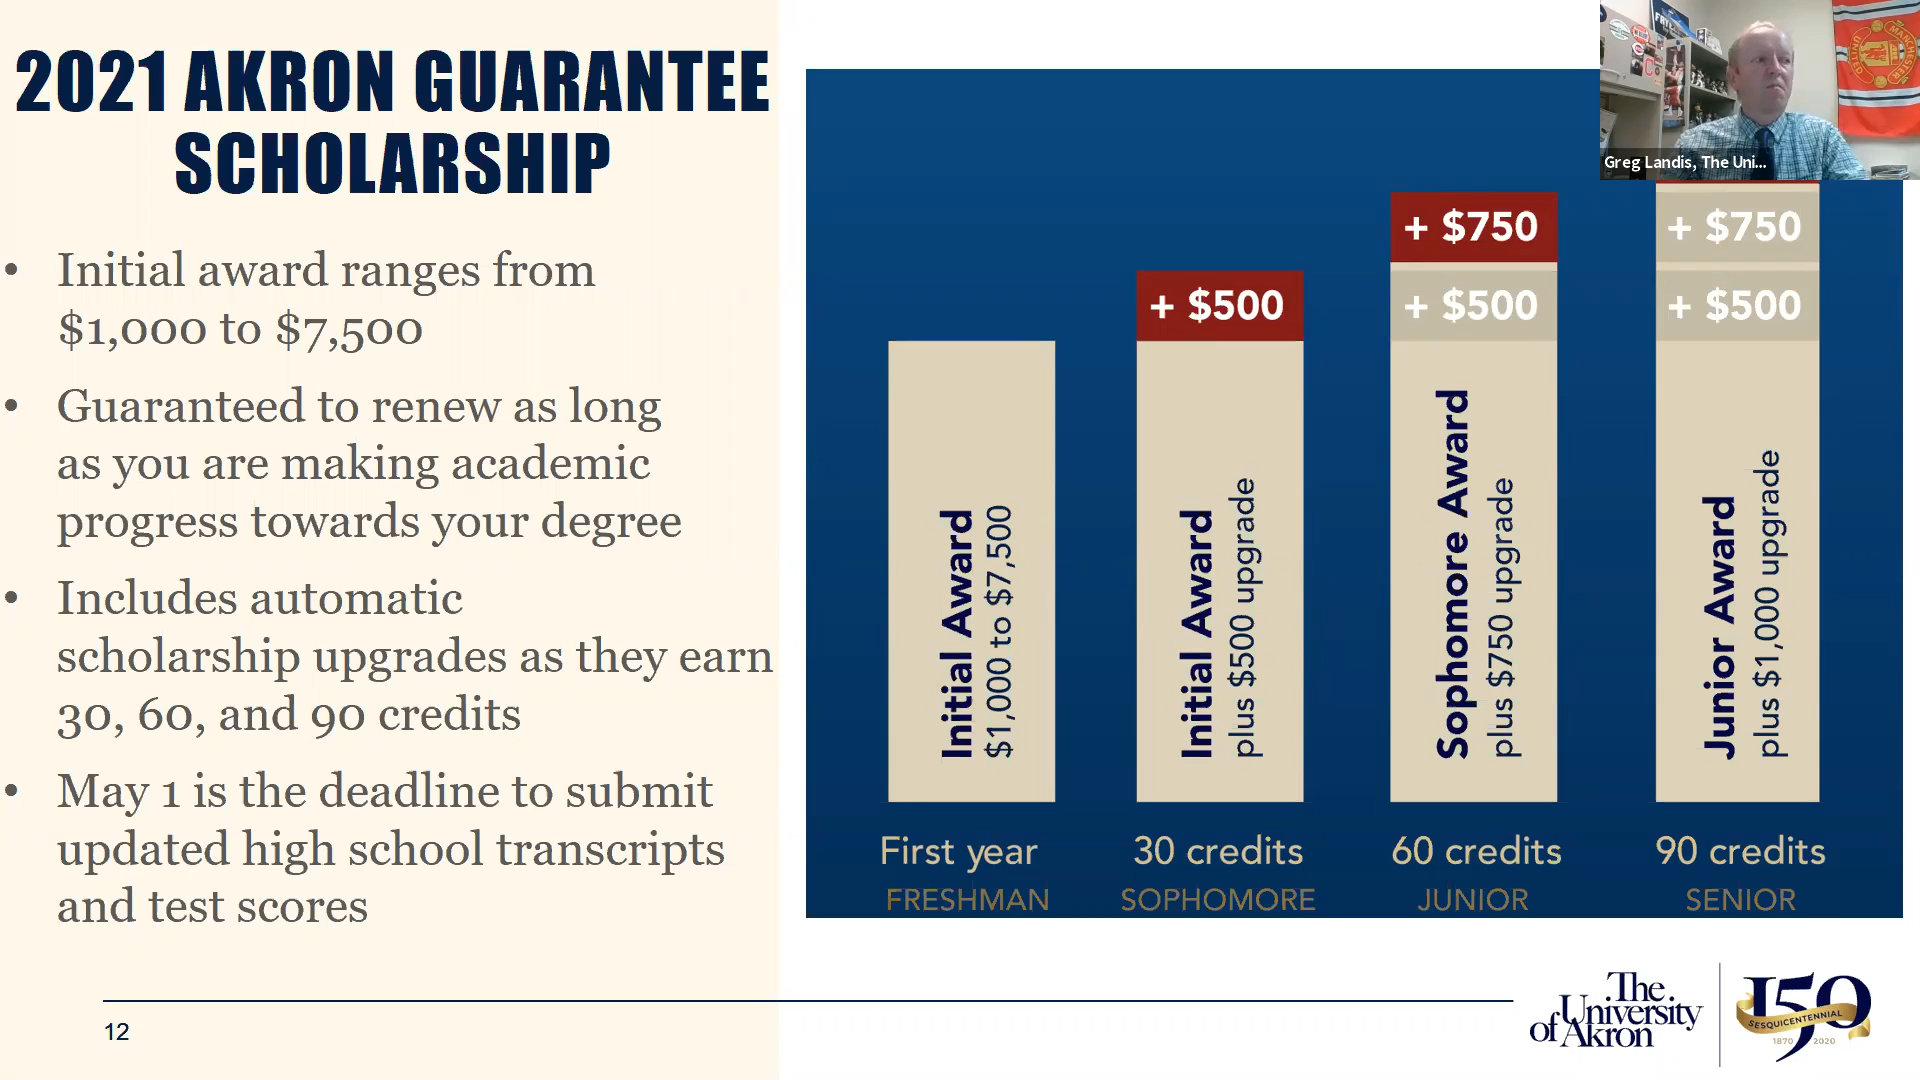 2021 AKRON GUARANTEE
SCHOLARSHIP
• Initial award ranges from
$1,000 to $7,500
• Guaranteed to renew as long
as you are making academic
progress towards your degree
• Includes automatic
scholarship upgrades as they earn
30, 60, and 90 credits
• May 1 is the deadline to submit
updated high school transcripts
and test scores
12
Initial Award
$1,000 to $7,500
First year
FRESHMAN
+ $500
Initial Award
plus $500 upgrade
30 credits
SOPHOMORE
+ $750
+ $500
Sophomore Award
plus $750 upgrade
60 credits
JUNIOR
+ $750
+ $500
Junior Award
plus $1,000 upgrade
90 credits
SENIOR
MANCHESTER
UNITED
Greg Landis, The Uni...
The
University
of Akron
150
SESQUICENTENNIAL
1870 2020